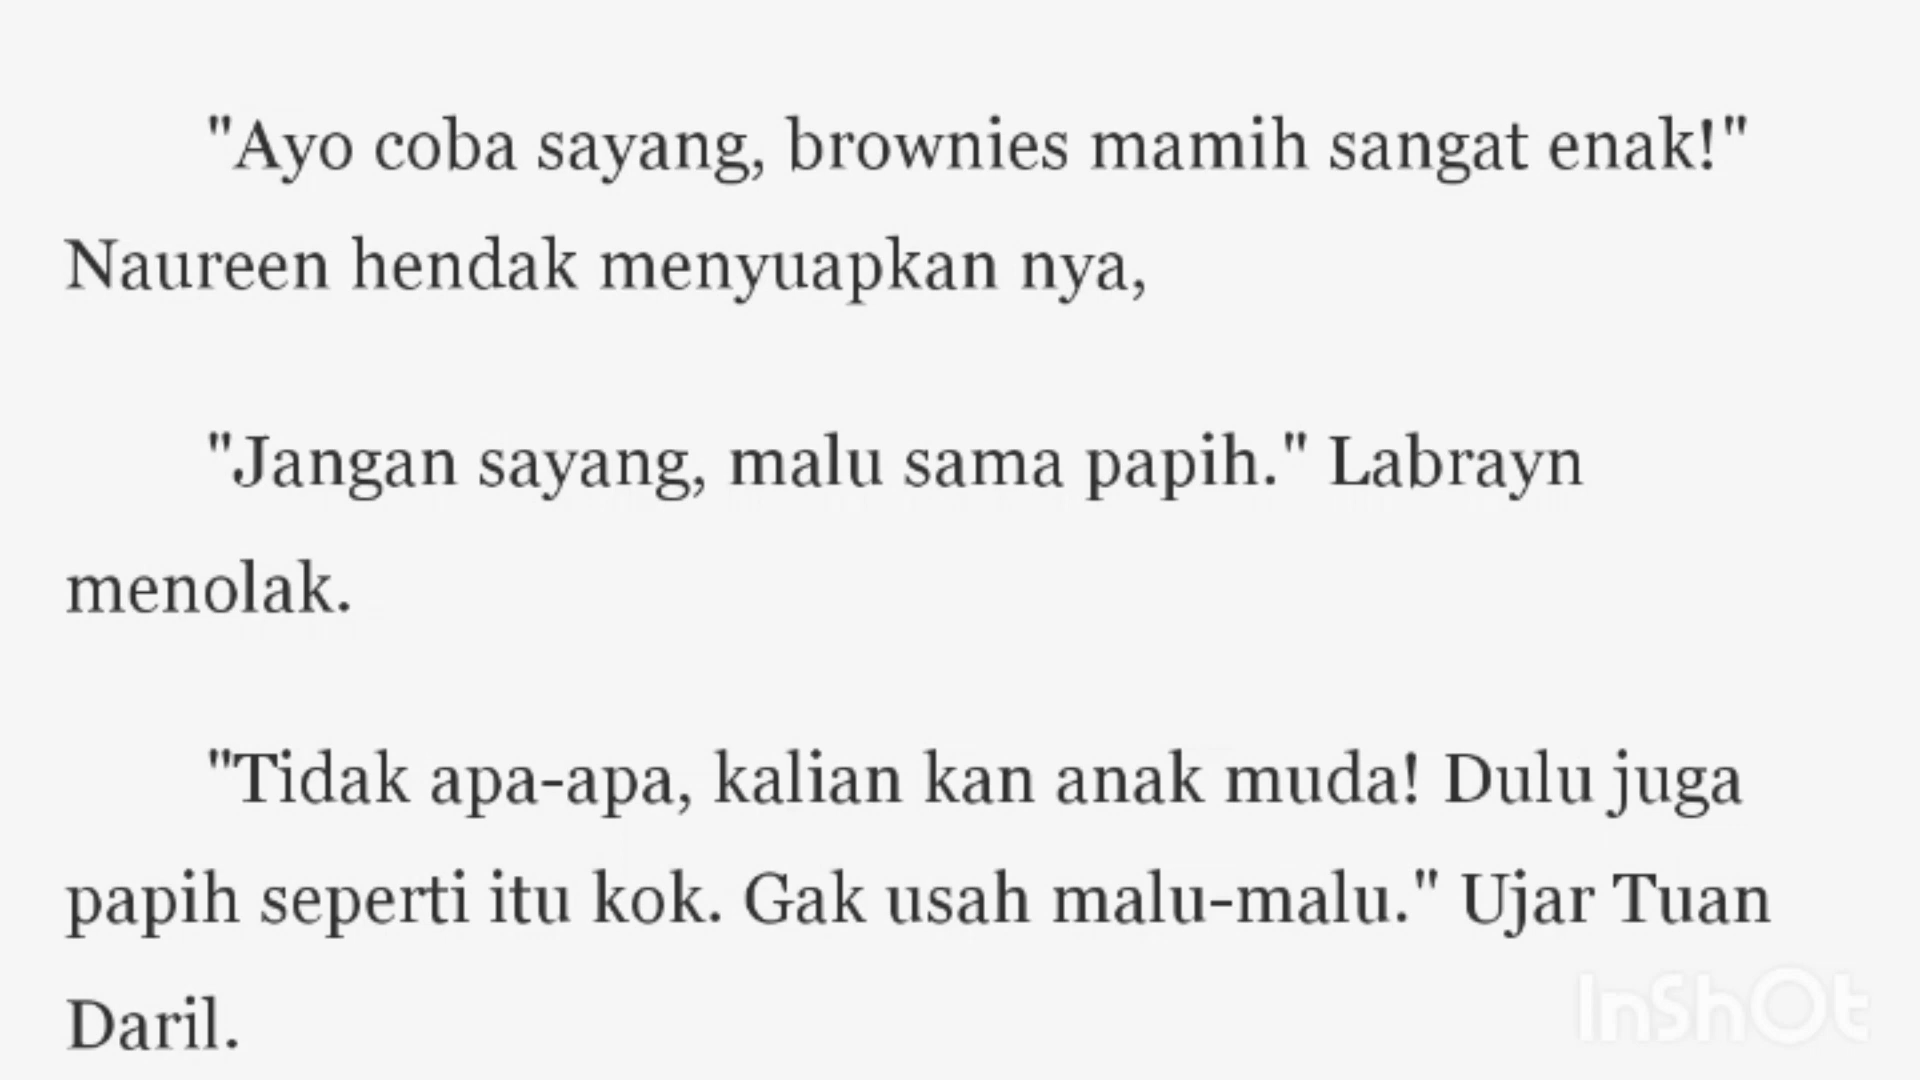 "Ayo coba sayang, brownies mamih sangat enak!"
Naureen hendak menyuapkan nya,
"Jangan sayang, malu sama papih." Labrayn
menolak.
"Tidak apa-apa, kalian kan anak muda! Dulu juga
papih seperti itu kok. Gak usah malu-malu." Ujar Tuan
Daril.
InShOt